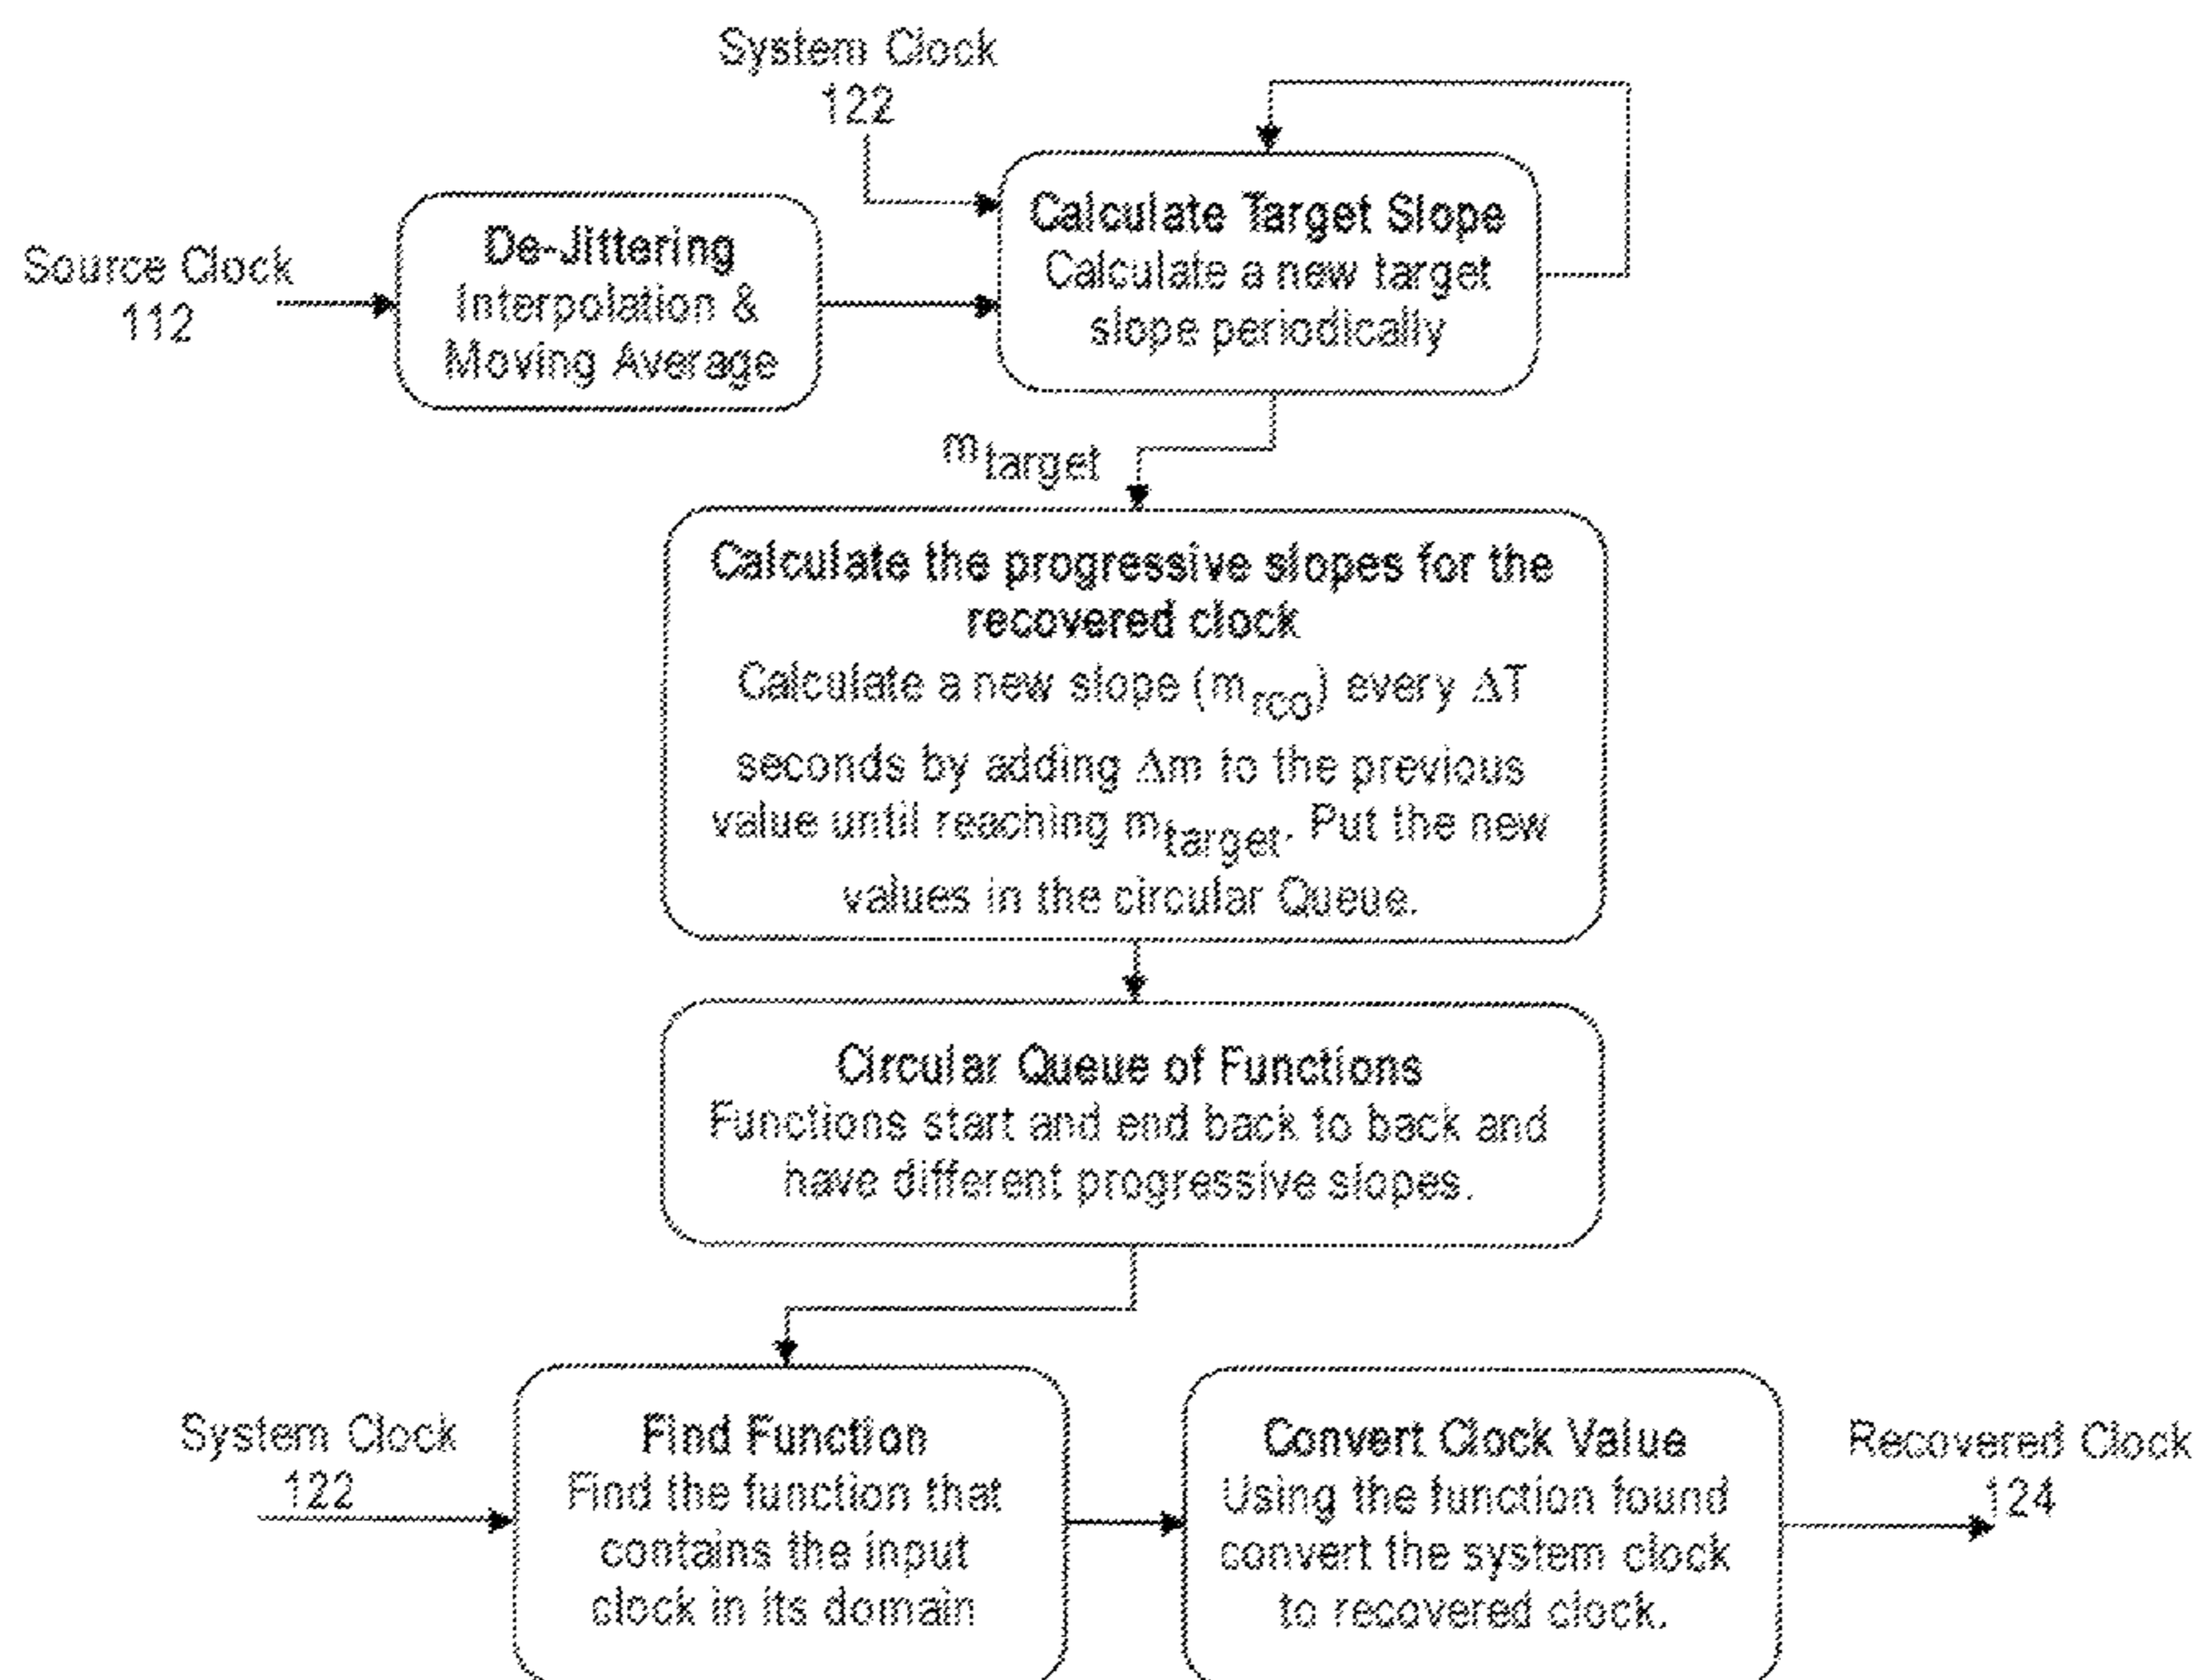 System Clock
122
Calculate Target Slope
Calculate a new target
slope periodically
De-Jittering
Interpolation &
Moving Average
Source Clock
112
m target
Calculate the progressive slopes for the
recovered clock
Calculate a new slope (m rco) every ΔT
seconds by adding Δm to the previous
value until reaching m target. Put the new
values in the circular Queue.
Circular Queue of Functions
Functions start and end back to back and
have different progressive slopes.
System Clock
122
Find Function
Find the function that
contains the input
clock in its domain
Convert Clock Value
Using the function found
convert the system clock
to recovered clock.
Recovered Clock
124